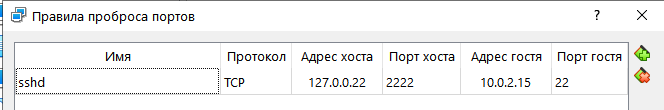 Правила проброса портов
Имя Протокол Адрес хоста Порт хоста Адрес гостя Порт гостя
sshd TCP 127.0.0.22 2222 10.0.2.15 22